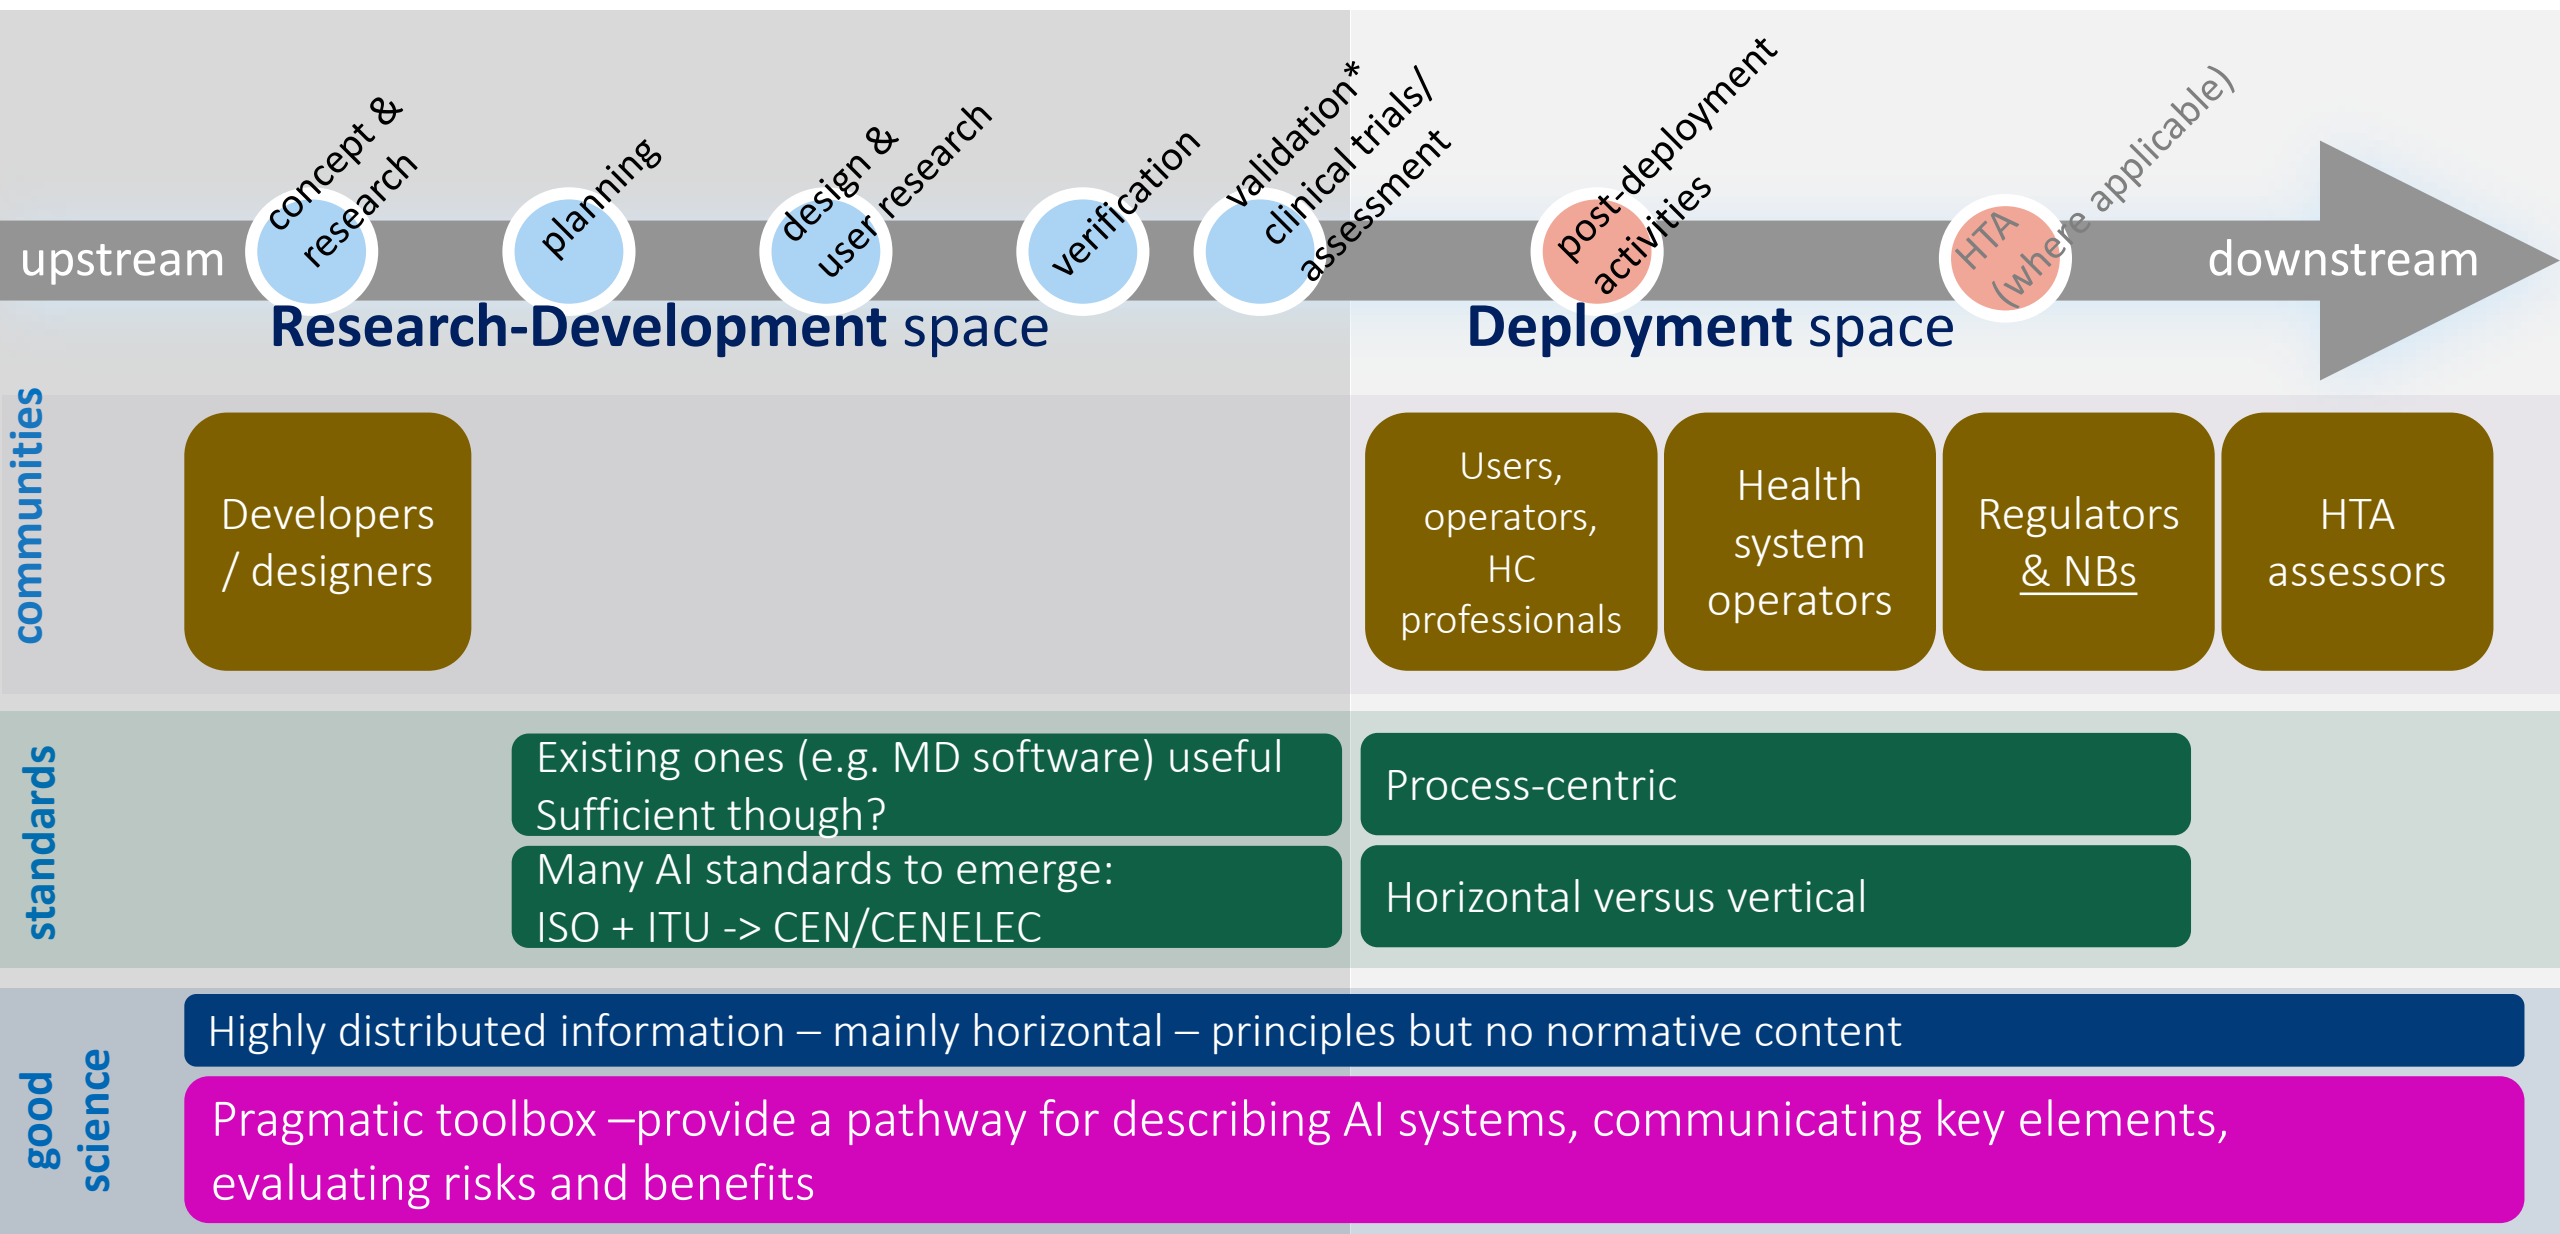 concept &
research
planning
design &
user research
verification
validation*
clinical trials/
assessment
post-deployment
activities
HTA
(where applicable)
upstream
downstream
Research-Development space
Deployment space
communities
Developers
/ designers
Users,
operators,
HC
professionals
Health
system
operators
Regulators
& NBs
HTA
assessors
standards
Existing ones (e.g. MD software) useful
Sufficient though?
Many AI standards to emerge:
ISO + ITU -> CEN/CENELEC
Process-centric
Horizontal versus vertical
good
science
Highly distributed information – mainly horizontal – principles but no normative content
Pragmatic toolbox –provide a pathway for describing AI systems, communicating key elements,
evaluating risks and benefits